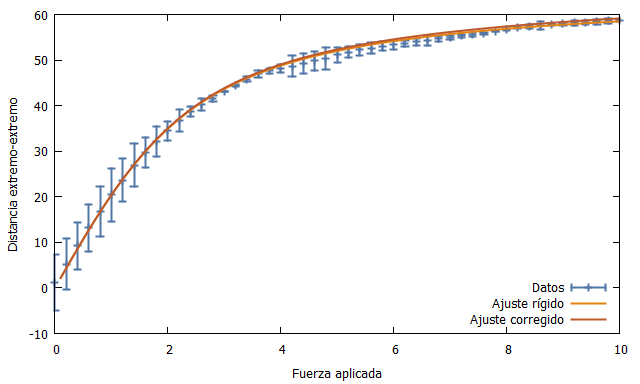 60
50
40
30
20
10
0
-10
Distancia extremo-extremo
0 2 4 6 8 10
Fuerza aplicada
Datos
Ajuste rígido
Ajuste corregido